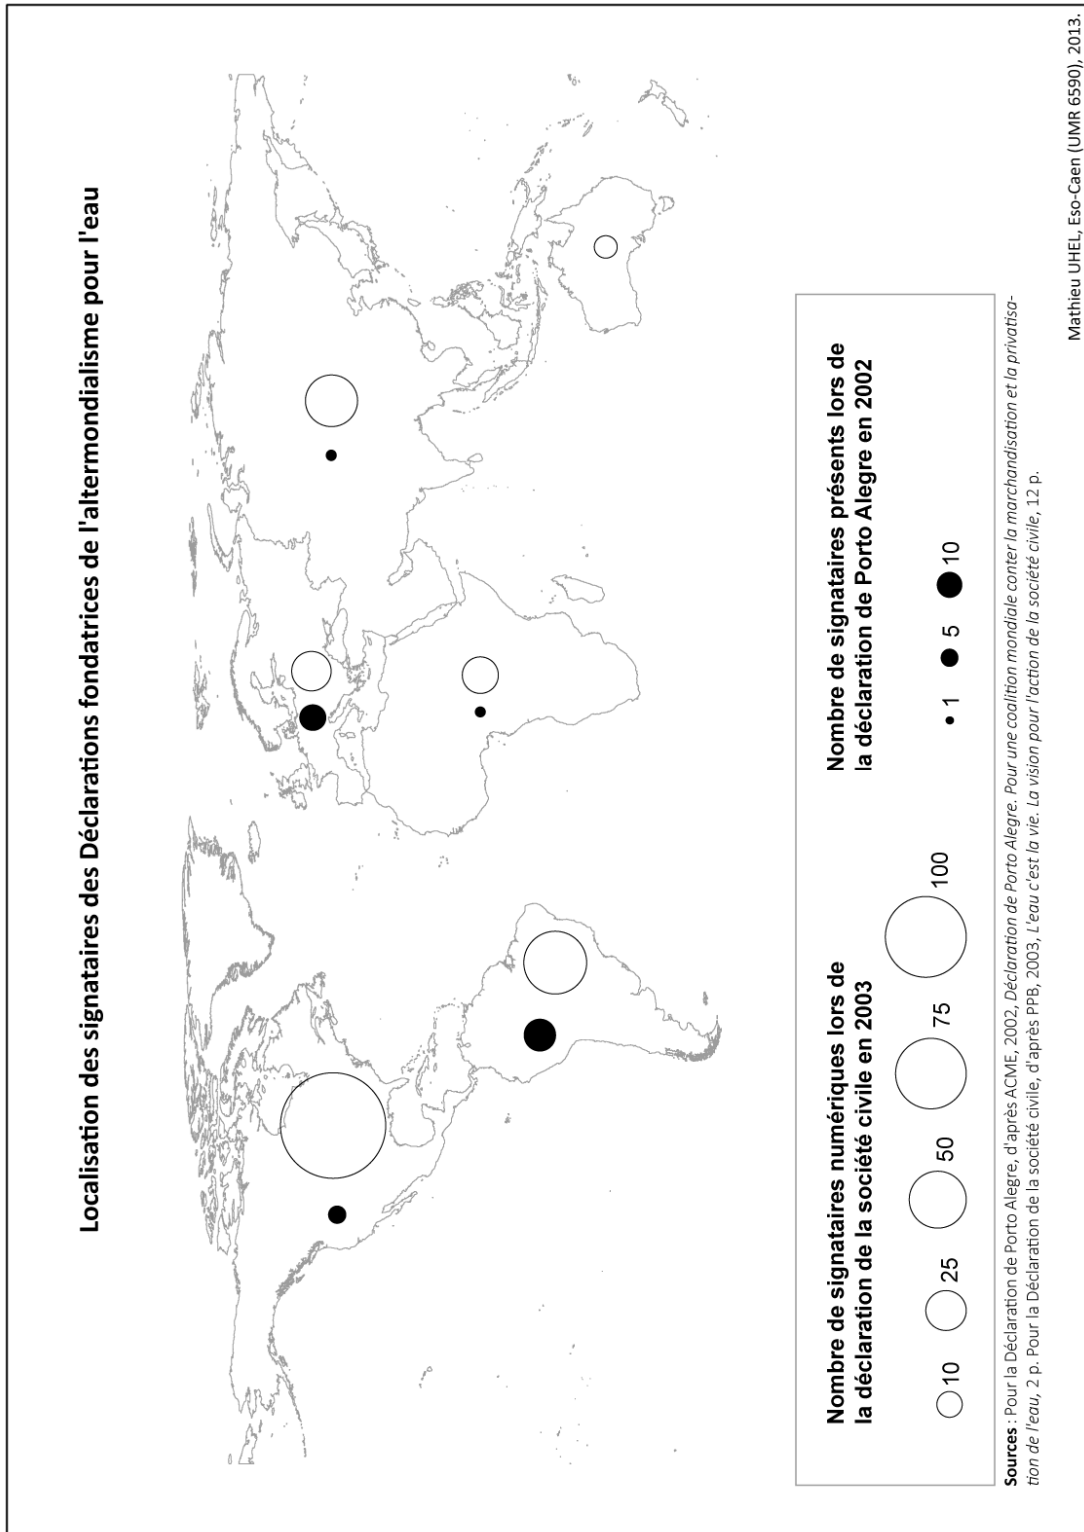 Localisation des signataires des Déclarations fondatrices de l'altermondialisme pour l'eau
Nombre de signataires numériques lors de
la déclaration de la société civile en 2003
10
25
50
75
100
Nombre de signataires présents lors de
la déclaration de Porto Alegre en 2002
1
5
10
Sources : Pour la Déclaration de Porto Alegre, d'après ACME, 2002, Déclaration de Porto Alegre. Pour une coalition mondiale conter la marchandisation et la privatisa-
tion de l'eau, 2 p. Pour la Déclaration de la société civile, d'après PPB, 2003, L'eau c'est la vie. La vision pour l'action de la société civile, 12 p.
Mathieu UHEL, Eso-Caen (UMR 6590), 2013.